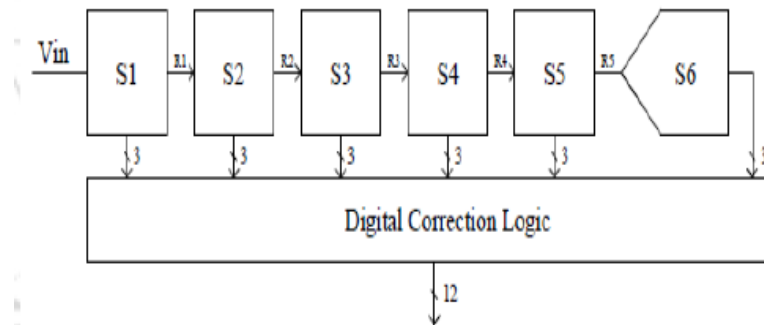 Vin S1 R1 S2 R2 S3 R3 S4 R4 S5 R5 S6
3 3 3 3 3 3
Digital Correction Logic
12